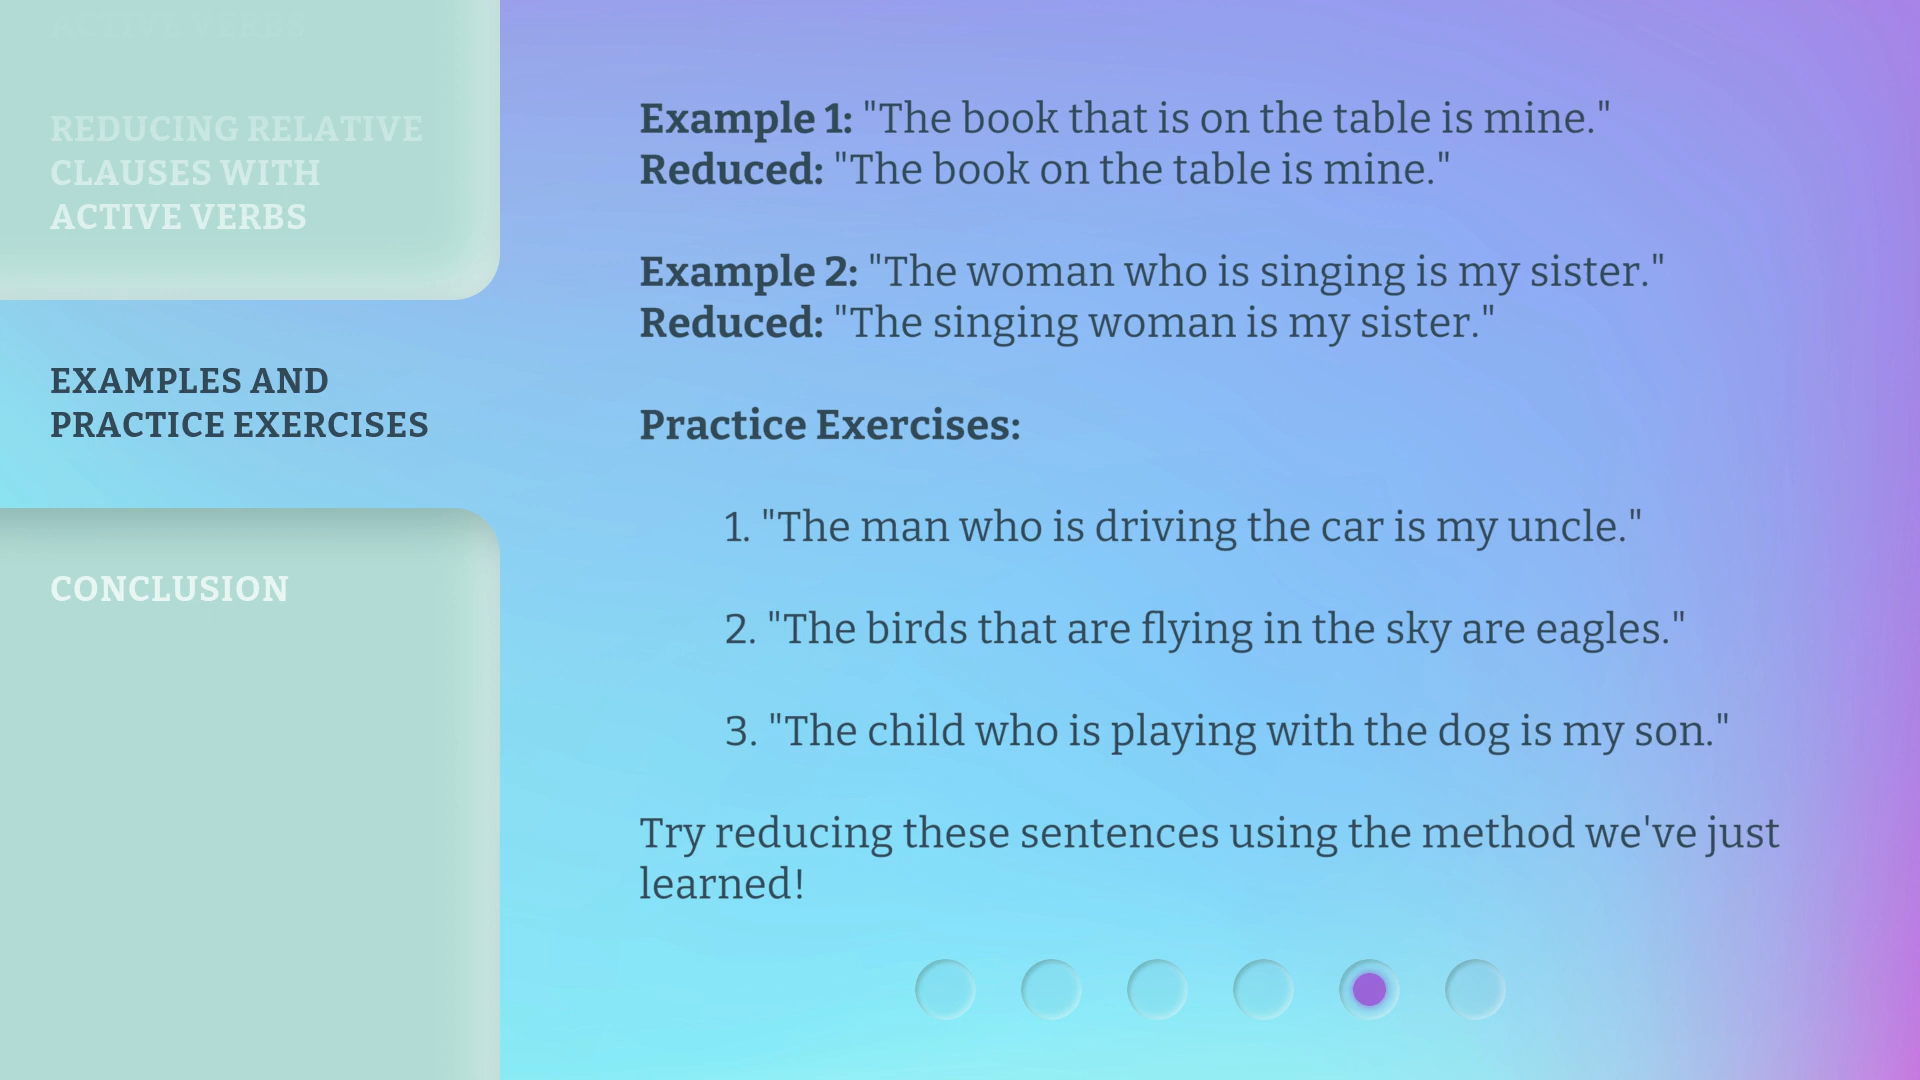 ACTIVE VERBS
REDUCING RELATIVE
CLAUSES WITH
ACTIVE VERBS
EXAMPLES AND
PRACTICE EXERCISES
CONCLUSION
Example 1: "The book that is on the table is mine."
Reduced: "The book on the table is mine."
Example 2: "The woman who is singing is my sister."
Reduced: "The singing woman is my sister."
Practice Exercises:
1. "The man who is driving the car is my uncle."
2. "The birds that are flying in the sky are eagles."
3. "The child who is playing with the dog is my son."
Try reducing these sentences using the method we've just
learned!